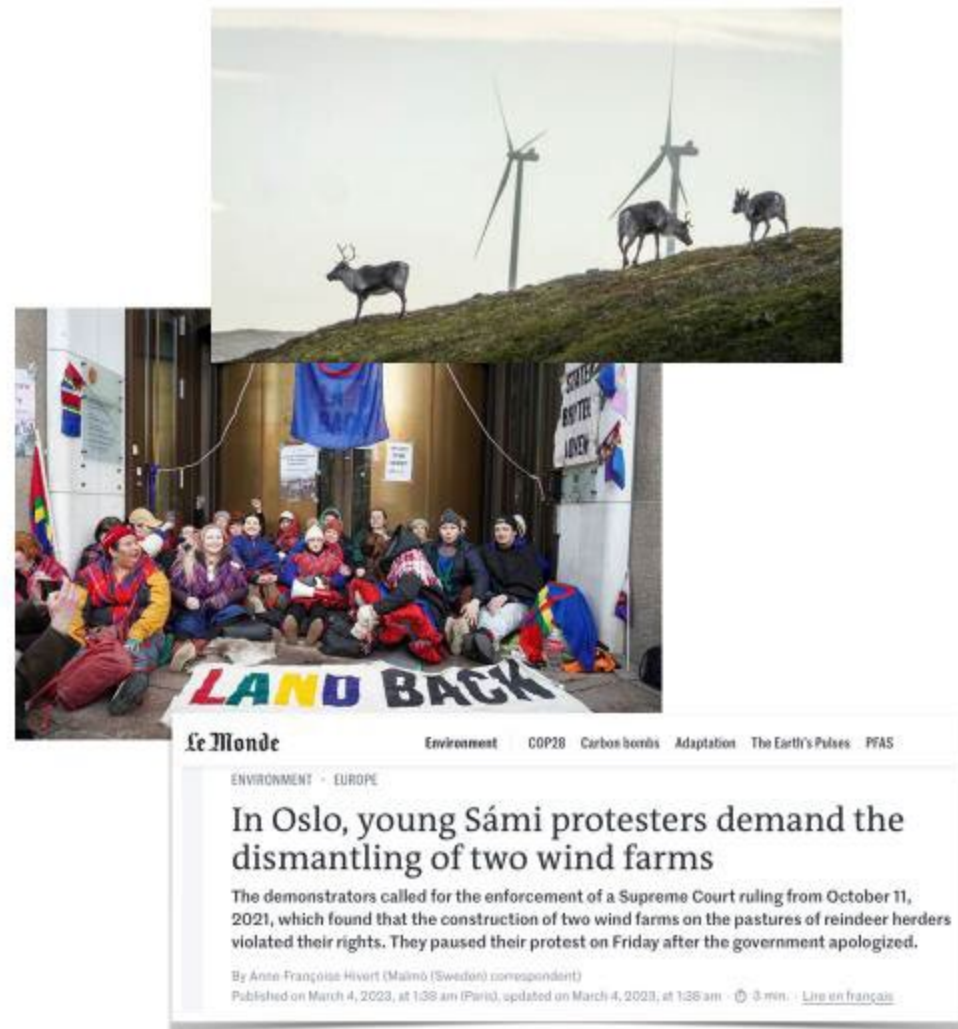 LAND BACK
STATEN
BRYTER
LOVEN
LAND BACK
Le Monde
Environment COP28 Carbon bombs Adaptation The Earth's Pulses PFAS
ENVIRONMENT · EUROPE
In Oslo, young Sámi protesters demand the
dismantling of two wind farms
The demonstrators called for the enforcement of a Supreme Court ruling from October 11,
2021, which found that the construction of two wind farms on the pastures of reindeer herders
violated their rights. They paused their protest on Friday after the government apologized.
By Anne-Françoise Hivert (Malmö (Sweden) correspondent)
Published on March 4, 2023, at 1:38 am (Paris), updated on March 4, 2023, at 1:38 am · 3 min. · Lire en français